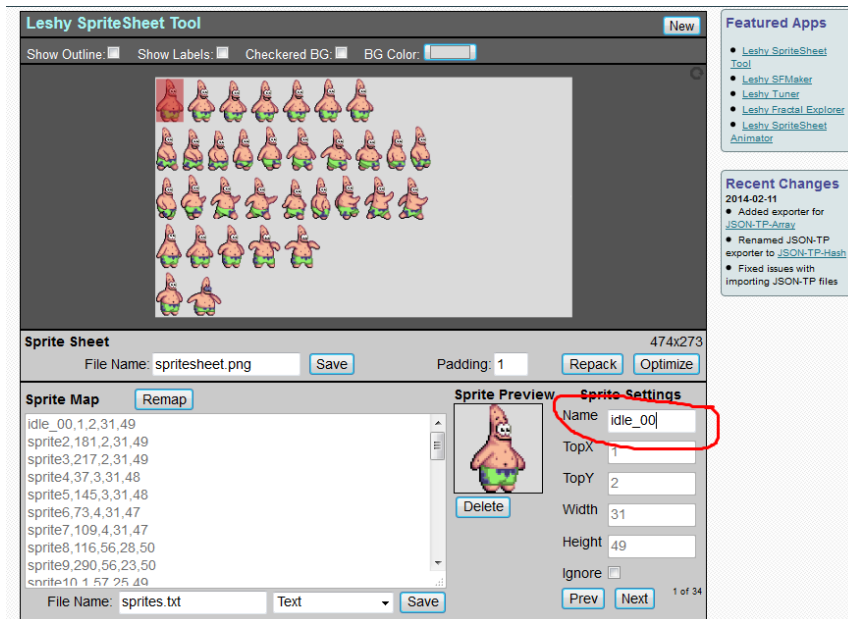 Leshy SpriteSheet Tool
New
Show Outline: Show Labels: Checkered BG: BG Color:
Sprite Sheet
474x273
File Name: spritesheet.png Save Padding: 1 Repack Optimize
Sprite Map Remap
idle_00,1,2,31,49
sprite2,181,2,31,49
sprite3,217,2,31,49
sprite4,37,3,31,48
sprite5,145,3,31,48
sprite6,73,4,31,47
sprite7,109,4,31,47
sprite8,116,56,28,50
sprite9,290,56,23,50
sprite10,1,57,25,49
File Name: sprites.txt Text Save
Sprite Preview
Delete
Sprite Settings
Name idle_00
TopX 1
TopY 2
Width 31
Height 49
Ignore
Prev Next 1 of 34
Featured Apps
Leshy SpriteSheet
Tool
Leshy SFMaker
Leshy Tuner
Leshy Fractal Explorer
Leshy SpriteSheet
Animator
Recent Changes
2014-02-11
Added exporter for
JSON-TP-Array
Renamed JSON-TP
exporter to JSON-TP-Hash
Fixed issues with
importing JSON-TP files